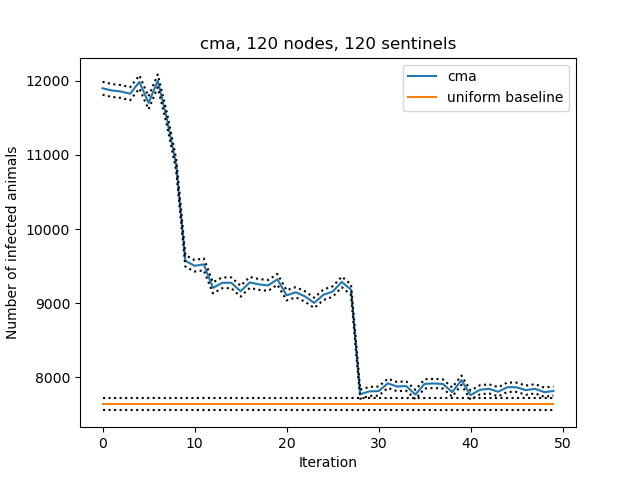 cma, 120 nodes, 120 sentinels
cma
uniform baseline
12000
11000
10000
9000
8000
Number of infected animals
0 10 20 30 40 50
Iteration